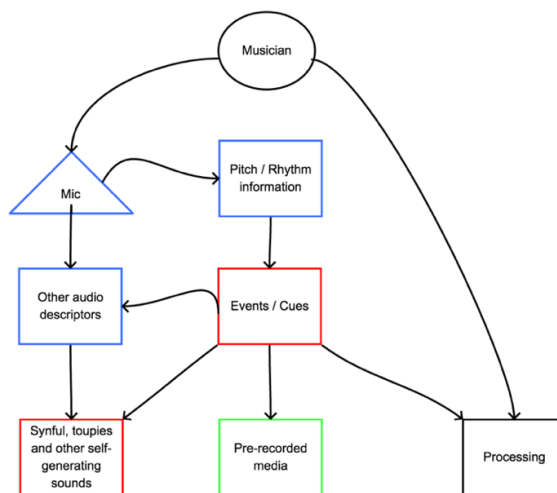 Musician
Mic
Pitch / Rhythm
information
Other audio
descriptors
Events / Cues
Synful, toupies
and other self-
generating
sounds
Pre-recorded
media
Processing